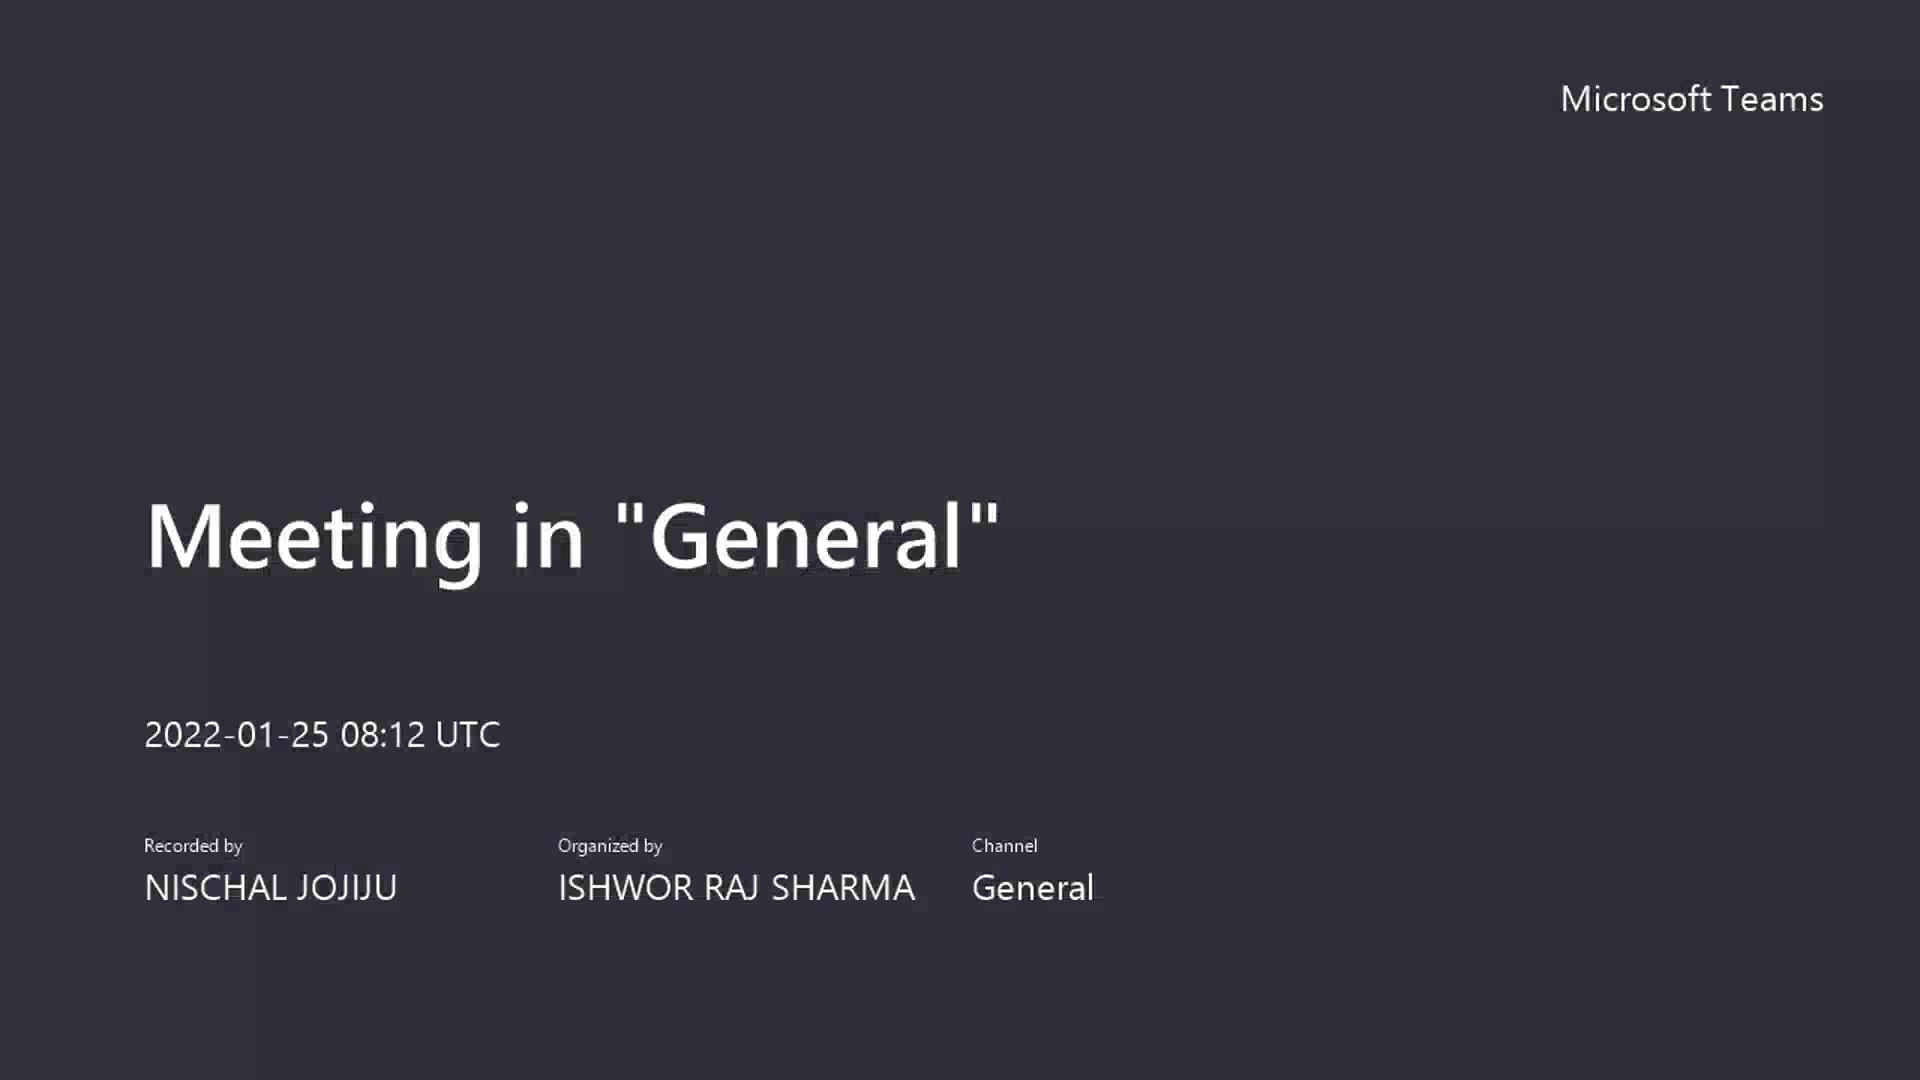 Microsoft Teams
Meeting in "General"
2022-01-25 08:12 UTC
Recorded by
NISCHAL JOJIJU
Organized by
ISHWOR RAJ SHARMA
Channel
General